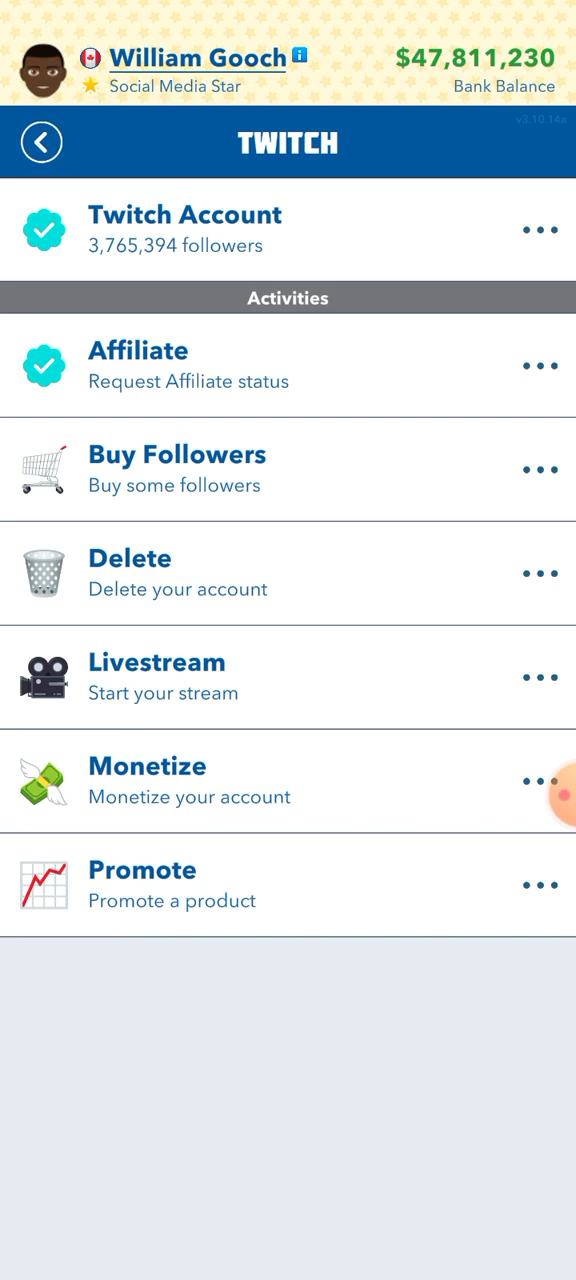 William Gooch
$47,811,230
Social Media Star
Bank Balance
v3.10.14a
TWITCH
Twitch Account
3,765,394 followers
Activities
Affiliate
Request Affiliate status
Buy Followers
Buy some followers
Delete
Delete your account
Livestream
Start your stream
Monetize
Monetize your account
Promote
Promote a product